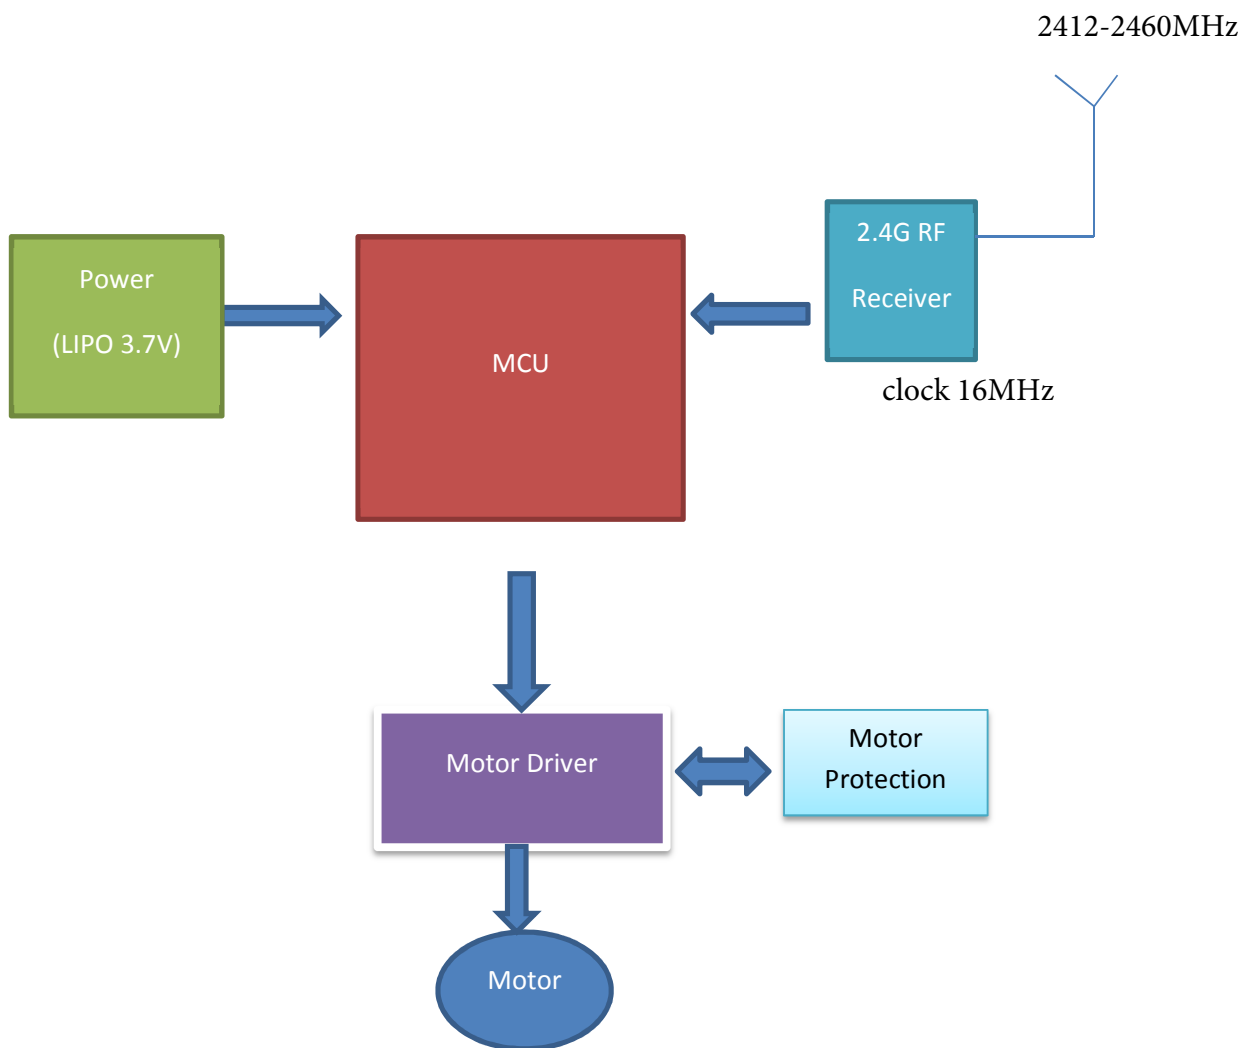 2412-2460MHz
2.4G RF
Receiver
Power
(LIPO 3.7V)
MCU
clock 16MHz
Motor Driver
Motor
Protection
Motor